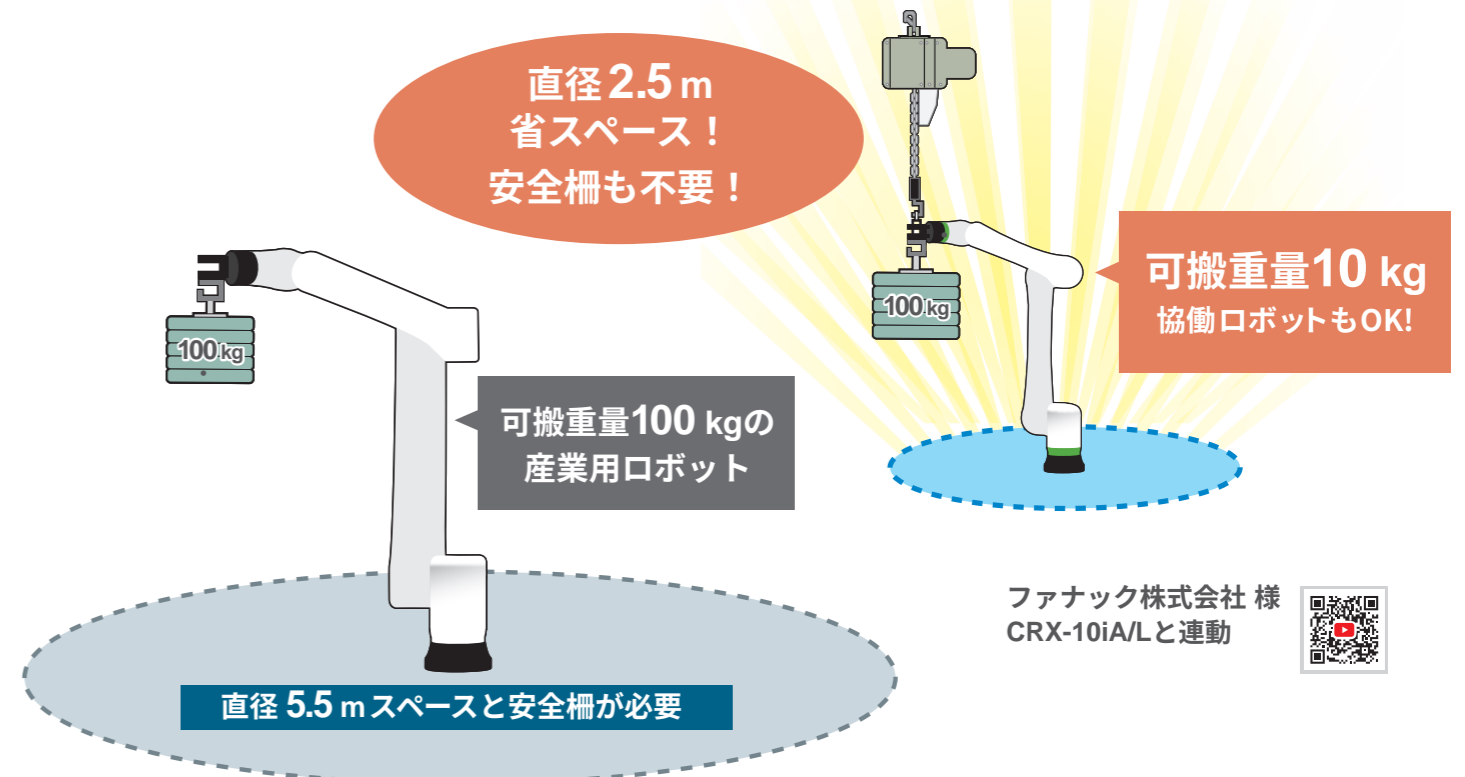 直径2.5 m
省スペース！
安全柵も不要！
100 kg
可搬重量10 kg
協働ロボットもOK!
100 kg
可搬重量100 kgの
産業用ロボット
直径 5.5 m スペースと安全柵が必要
ファナック株式会社 様
CRX-10iA/Lと連動